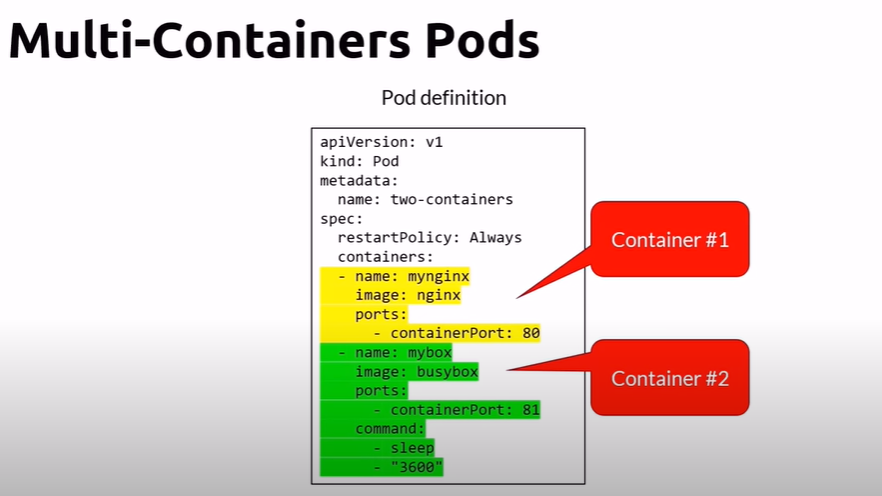 Multi-Containers Pods
Pod definition
apiVersion: v1
kind: Pod
metadata:
  name: two-containers
spec:
  restartPolicy: Always
  containers:
  - name: mynginx
    image: nginx
    ports:
      - containerPort: 80
  - name: mybox
    image: busybox
    ports:
      - containerPort: 81
    command:
      - sleep
      - "3600"
Container #1
Container #2